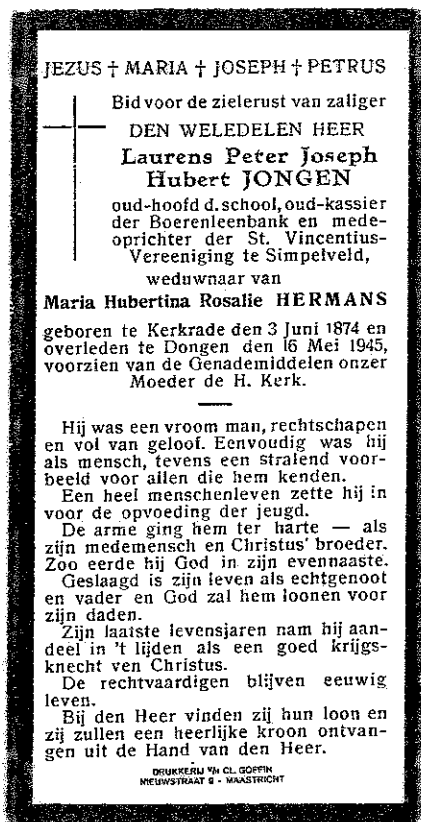 JEZUS † MARIA † JOSEPH † PETRUS
Bid voor de zielerust van zaliger
DEN WELEDELEN HEER
Laurens Peter Joseph
Hubert JONGEN
oud-hoofd d. school, oud-kassier
der Boerenleenbank en mede-
oprichter der St. Vincentius-
Vereeniging te Simpelveld,
weduwnaar van
Maria Hubertina Rosalie HERMANS
geboren te Kerkrade den 3 Juni 1874 en
overleden te Dongen den 16 Mei 1945,
voorzien van de Genademiddelen onzer
Moeder de H. Kerk.
Hij was een vroom man, rechtschapen
en vol van geloof. Eenvoudig was hij
als mensch, tevens een stralend voor-
beeld voor allen die hem kenden.
Een heel menschenleven zette hij in
voor de opvoeding der jeugd.
De arme ging hem ter harte — als
zijn medemensch en Christus' broeder.
Zoo eerde hij God in zijn evennaaste.
Geslaagd is zijn leven als echtgenoot
en vader en God zal hem loonen voor
zijn daden.
Zijn laatste levensjaren nam hij aan-
deel in 't lijden als een goed krijgs-
knecht ven Christus.
De rechtvaardigen blijven eeuwig
leven.
Bij den Heer vinden zij hun loon en
zij zullen een heerlijke kroon ontvan-
gen uit de Hand van den Heer.
DRUKKERIJ v/h CL. GOFFIN
NIEUWSTRAAT 9 - MAASTRICHT